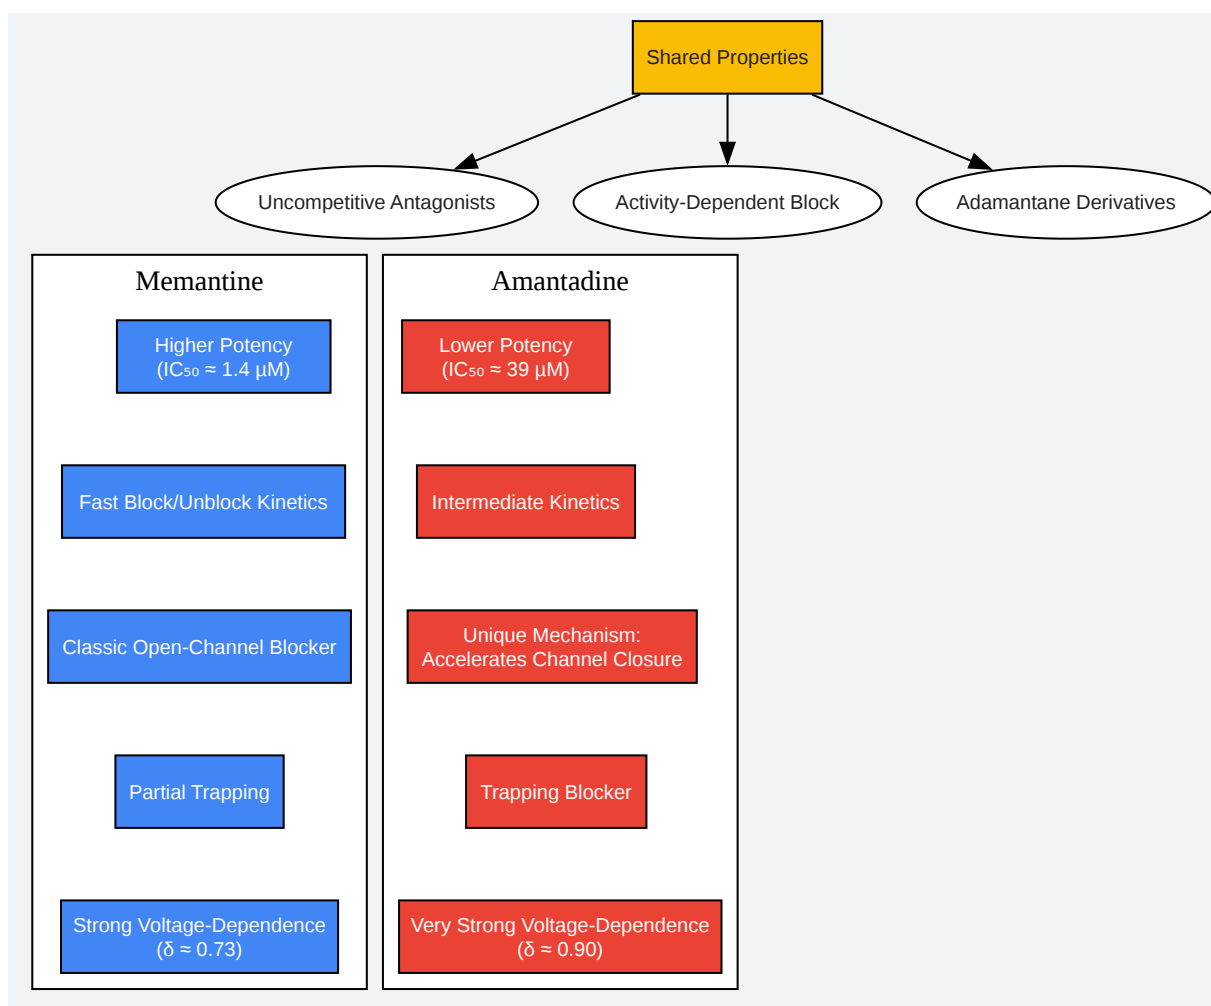 Shared Properties
Uncompetitive Antagonists
Activity-Dependent Block
Adamantane Derivatives
Memantine
Higher Potency
(IC₅₀ ≈ 1.4 µM)
Fast Block/Unblock Kinetics
Classic Open-Channel Blocker
Partial Trapping
Strong Voltage-Dependence
(δ ≈ 0.73)
Amantadine
Lower Potency
(IC₅₀ ≈ 39 µM)
Intermediate Kinetics
Unique Mechanism:
Accelerates Channel Closure
Trapping Blocker
Very Strong Voltage-Dependence
(δ ≈ 0.90)